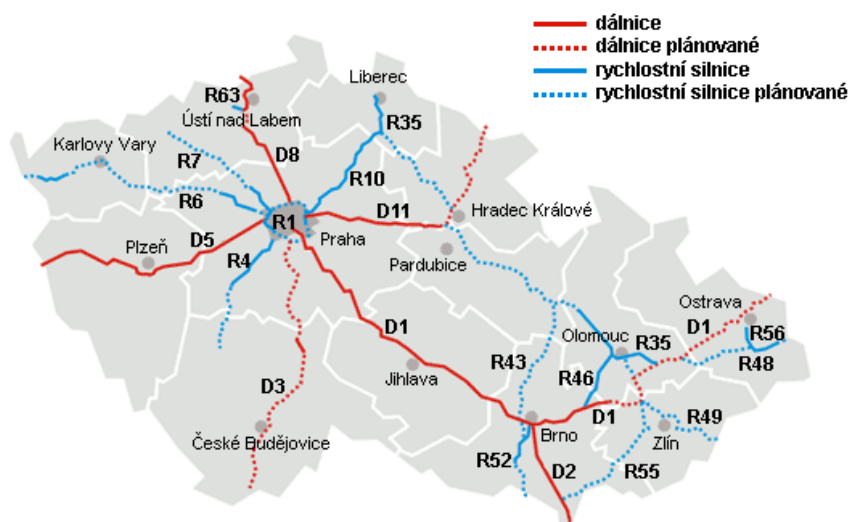 dálnice
dálnice plánované
rychlostní silnice
rychlostní silnice plánované
Liberec
R63
Ústí nad Labem
R35
Karlovy Vary
R7
D8
R10
R6
D11
Hradec Králové
R1
Praha
D5
Plzeň
R4
Pardubice
Ostrava
D1
D1
R56
Olomouc
R35
R48
R43
D3
Jihlava
R46
D1
R49
České Budějovice
Brno
Zlín
R52
D2
R55